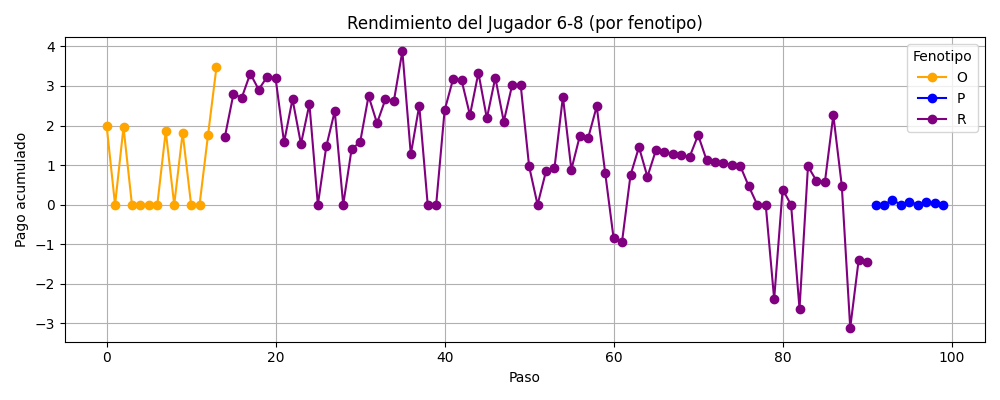 Rendimiento del Jugador 6-8 (por fenotipo)
Pago acumulado
4
3
2
1
0
−1
−2
−3
Fenotipo
O
P
R
0 20 40 60 80 100
Paso